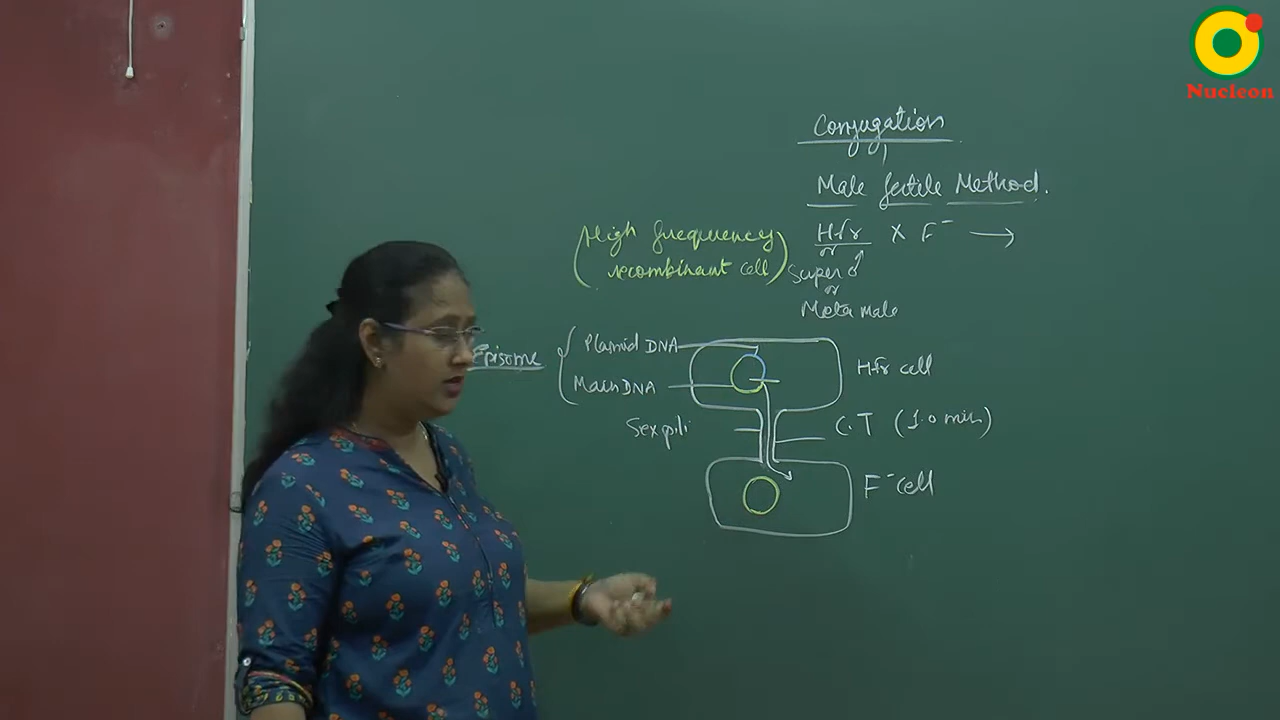 Nucleon
Conjugation
Male fertile Method.
Hfr X F⁻ →
or
Super ♂
or
Meta male
(High frequency
recombinant cell)
Episome
Plasmid DNA
Main DNA
Sex pili
Hfr cell
C.T (1.0 min)
F⁻ cell